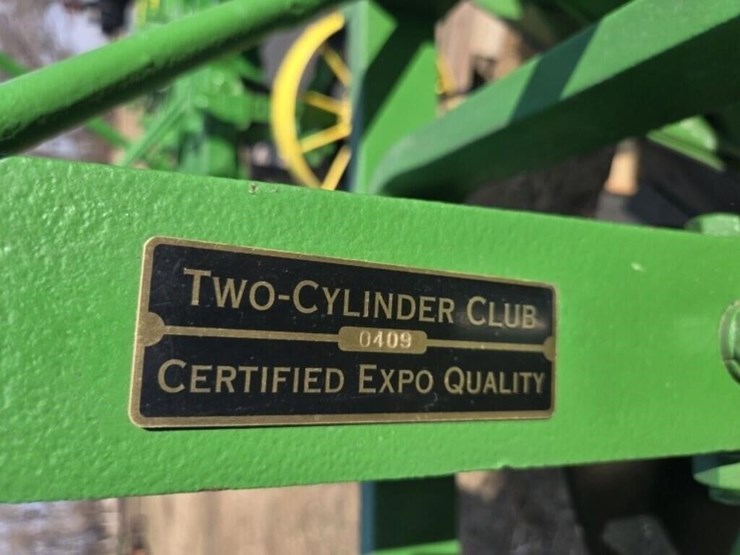 Two-Cylinder Club
0409
Certified Expo Quality